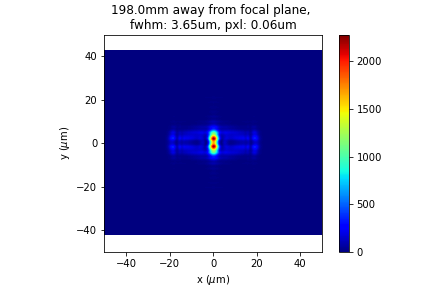 198.0mm away from focal plane,
fwhm: 3.65um, pxl: 0.06um
40
20
0
−20
−40
y (μm)
−40 −20 0 20 40
x (μm)
2000
1500
1000
500
0